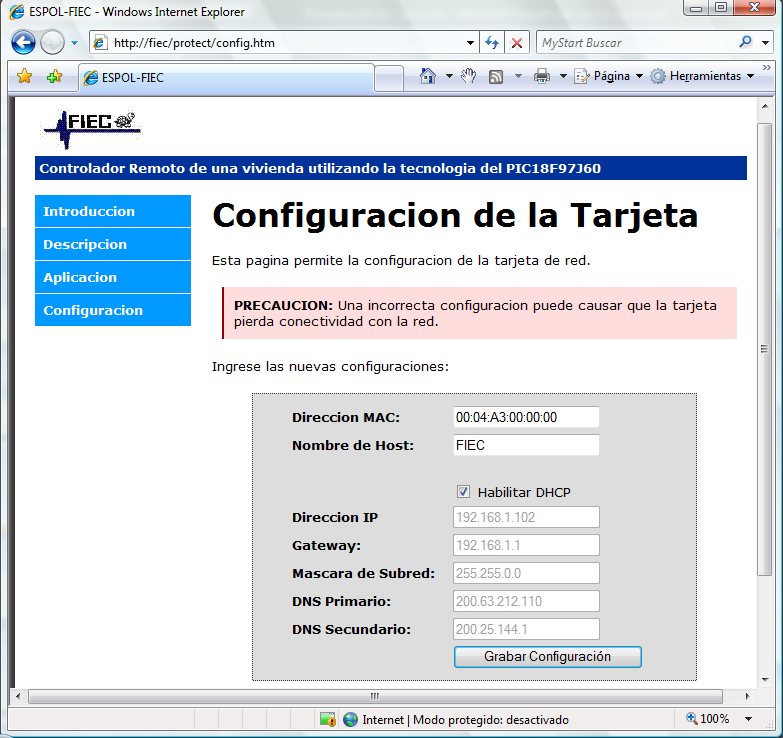 ESPOL-FIEC - Windows Internet Explorer
http://fiec/protect/config.htm
MyStart Buscar
ESPOL-FIEC
Página
Herramientas
FIEC
Controlador Remoto de una vivienda utilizando la tecnologia del PIC18F97J60
Introduccion
Descripcion
Aplicacion
Configuracion
Configuracion de la Tarjeta
Esta pagina permite la configuracion de la tarjeta de red.
PRECAUCION: Una incorrecta configuracion puede causar que la tarjeta
pierda conectividad con la red.
Ingrese las nuevas configuraciones:
Direccion MAC: 00:04:A3:00:00:00
Nombre de Host: FIEC
Habilitar DHCP
Direccion IP 192.168.1.102
Gateway: 192.168.1.1
Mascara de Subred: 255.255.0.0
DNS Primario: 200.63.212.110
DNS Secundario: 200.25.144.1
Grabar Configuración
Internet | Modo protegido: desactivado
100%